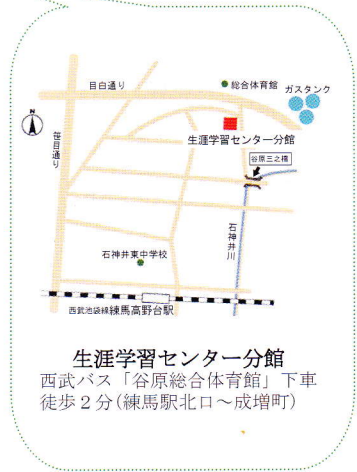 目白通り
総合体育館
ガスタンク
N
笹目通り
生涯学習センター分館
谷原三之橋
石神井川
石神井東中学校
西武池袋線練馬高野台駅
生涯学習センター分館
西武バス「谷原総合体育館」下車
徒歩２分(練馬駅北口～成増町)